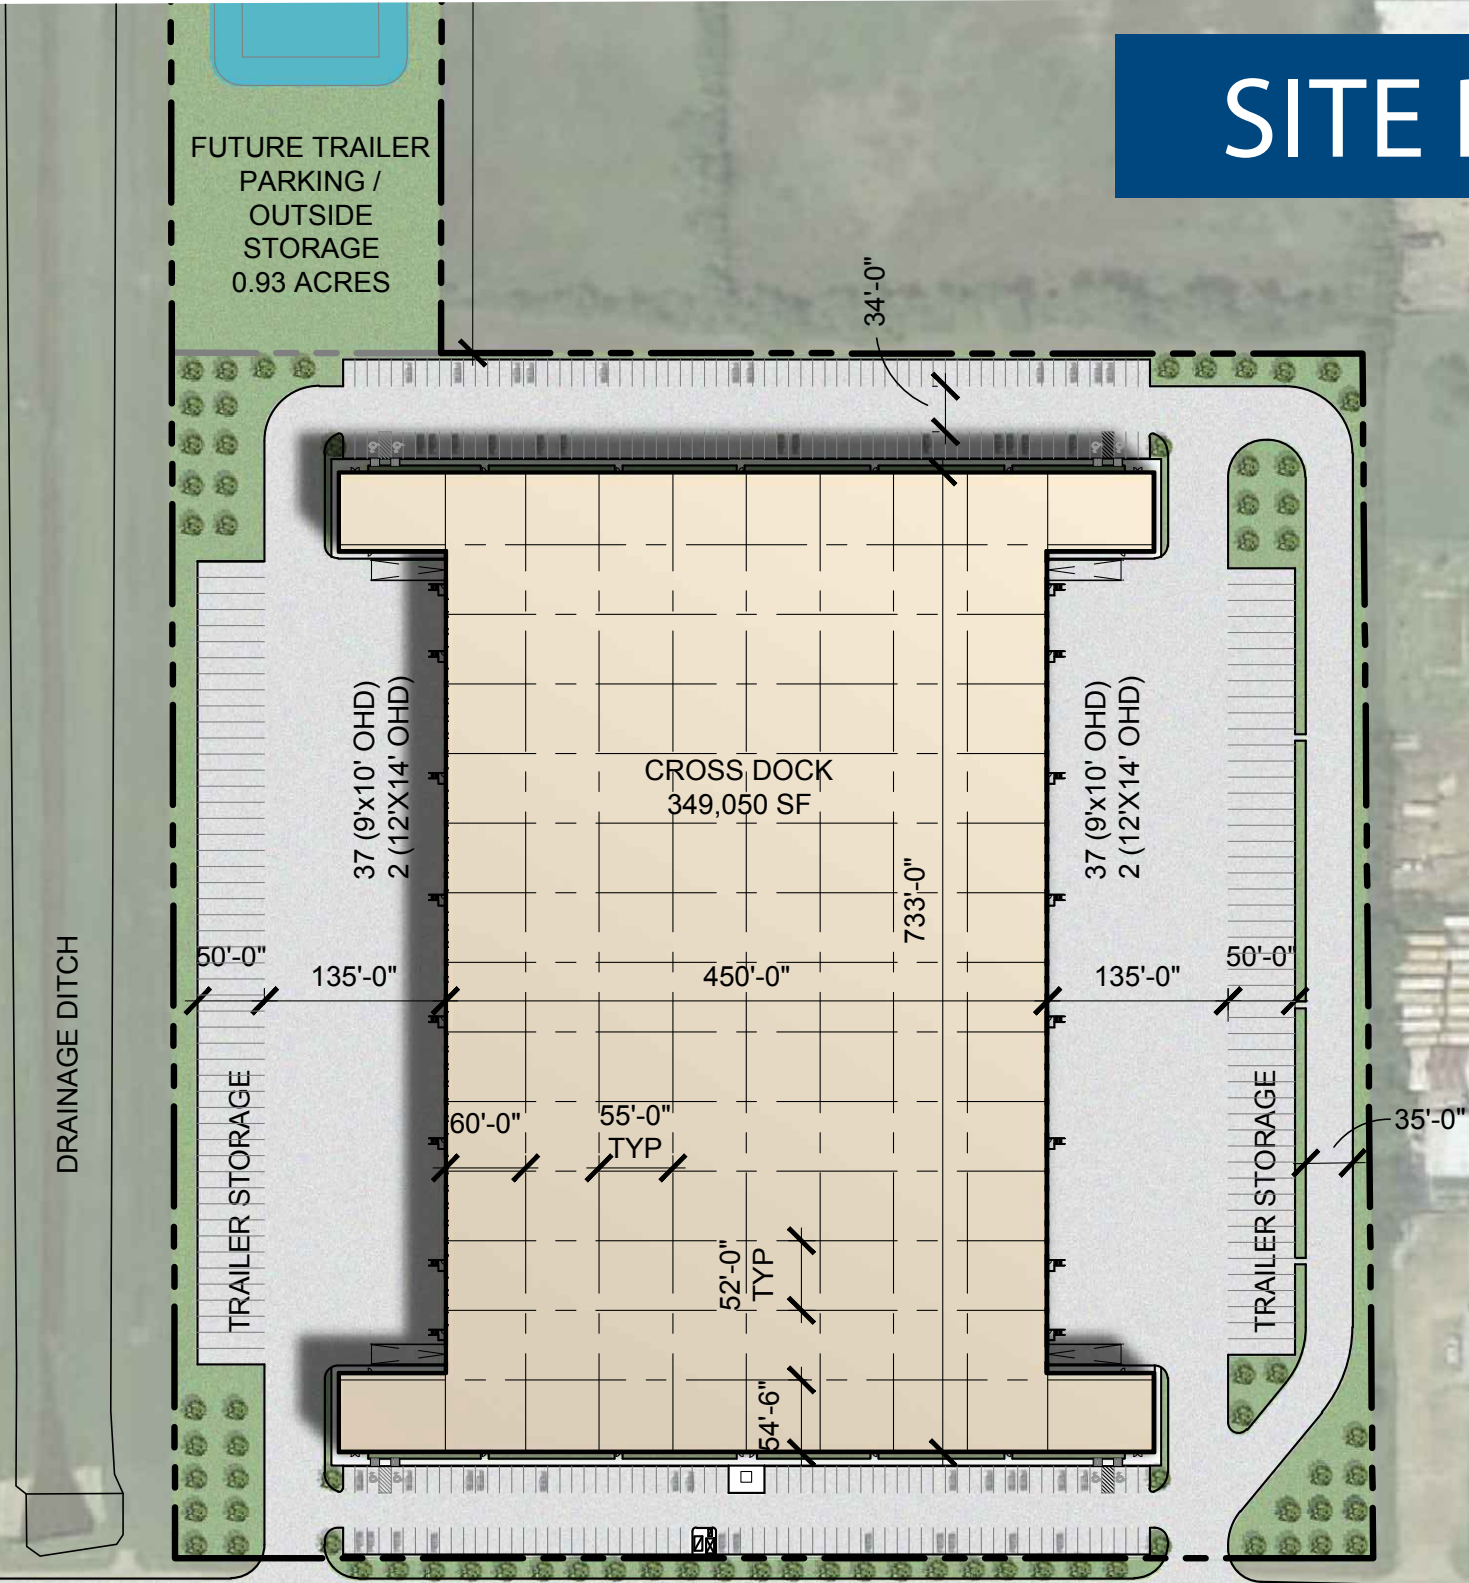 SITE
FUTURE TRAILER
PARKING /
OUTSIDE
STORAGE
0.93 ACRES
34'-0"
37 (9'x10' OHD)
2 (12'X14' OHD)
CROSS DOCK
349,050 SF
37 (9'x10' OHD)
2 (12'X14' OHD)
733'-0"
50'-0"
135'-0"
450'-0"
135'-0"
50'-0"
DRAINAGE DITCH
TRAILER STORAGE
60'-0"
55'-0"
TYP
TRAILER STORAGE
35'-0"
52'-0"
TYP
54'-6"